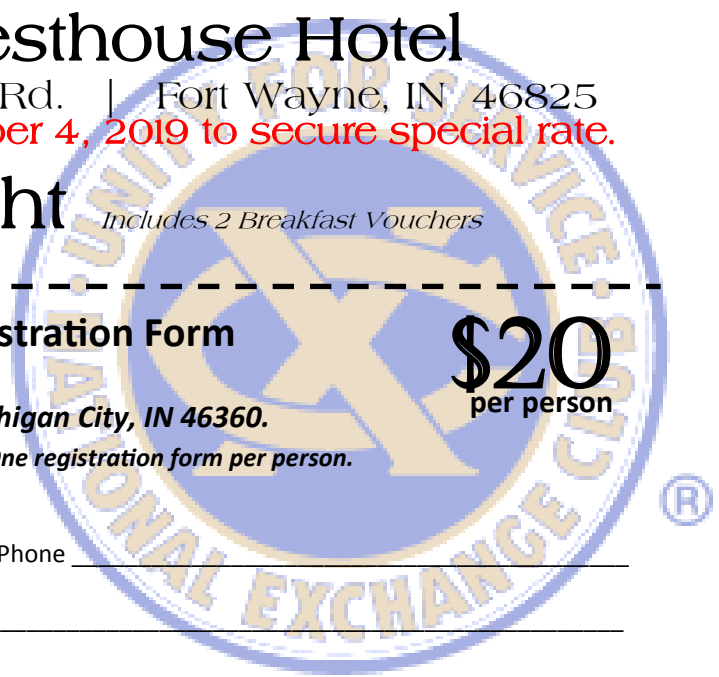 esthouse Hotel
Rd. | Fort Wayne, IN 46825
ber 4, 2019 to secure special rate.
ht Includes 2 Breakfast Vouchers
stration Form
$20
per person
higan City, IN 46360.
One registration form per person.
Phone
UNITY FOR SERVICE
NATIONAL EXCHANGE CLUB
®